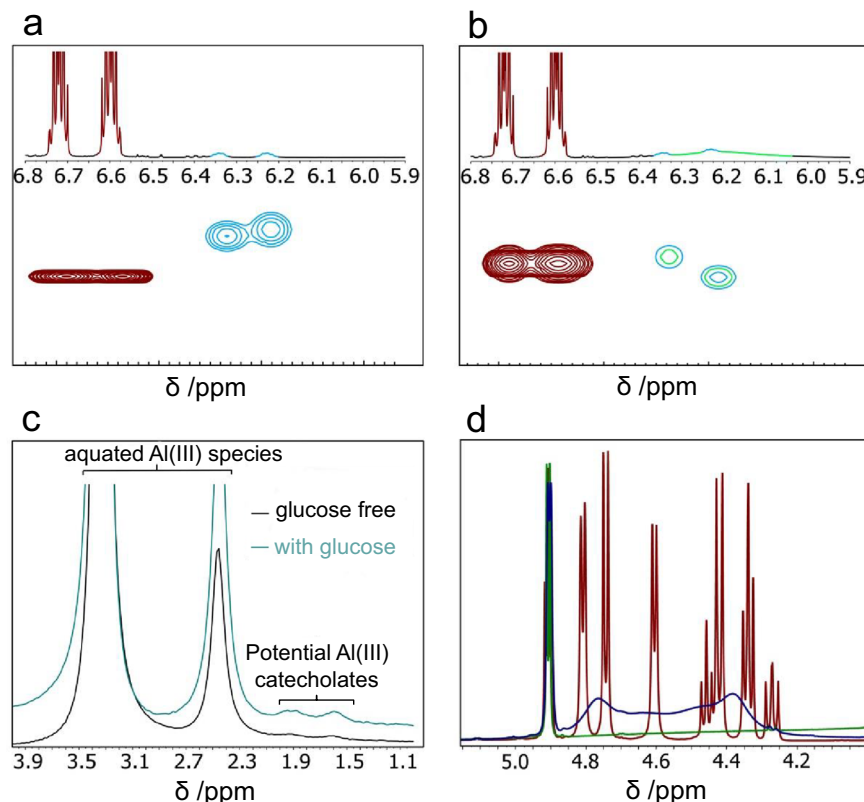 a
6.8 6.7 6.6 6.5 6.4 6.3 6.2 6.1 6.0 5.9
δ /ppm
b
6.8 6.7 6.6 6.5 6.4 6.3 6.2 6.1 6.0 5.9
δ /ppm
c
aquated Al(III) species
glucose free
with glucose
Potential Al(III)
catecholates
3.9 3.5 3.1 2.7 2.3 1.9 1.5 1.1
δ /ppm
d
5.0 4.8 4.6 4.4 4.2
δ /ppm